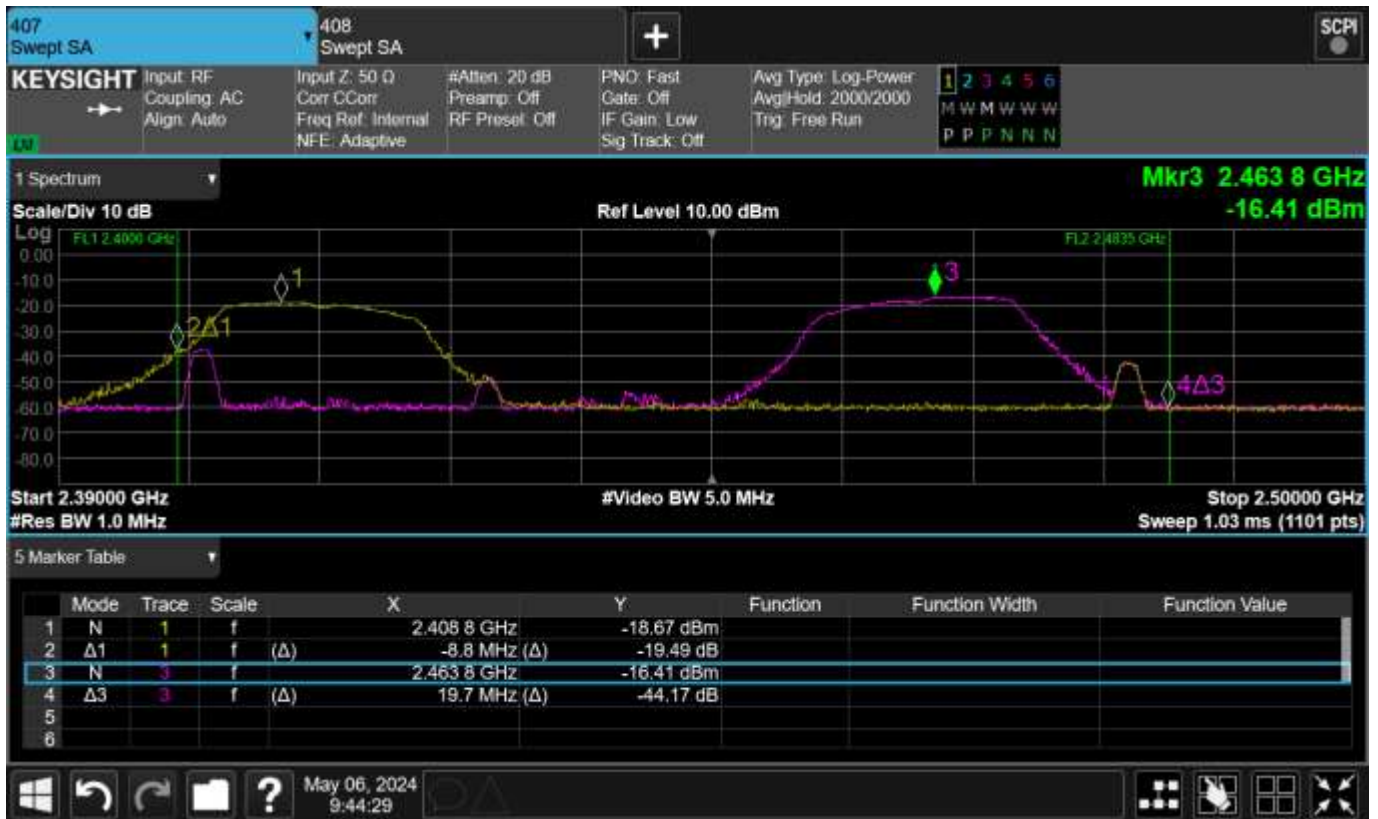 407
Swept SA
408
Swept SA
+
SCPI
KEYSIGHT
Input: RF
Coupling: AC
Align: Auto
Input Z: 50 Ω
Corr CCorr
Freq Ref: Internal
NFE: Adaptive
#Atten: 20 dB
Preamp: Off
RF Presel: Off
PNO: Fast
Gate: Off
IF Gain: Low
Sig Track: Off
Avg Type: Log-Power
Avg|Hold: 2000/2000
Trig: Free Run
1 2 3 4 5 6
M W M W W W
P P P N N N
LXI
1 Spectrum
Scale/Div 10 dB
Ref Level 10.00 dBm
Mkr3 2.463 8 GHz
-16.41 dBm
Log
FL1 2.4000 GHz
FL2 2.4835 GHz
0.00
-10.0
-20.0
-30.0
-40.0
-50.0
-60.0
-70.0
-80.0
1
2Δ1
3
4Δ3
Start 2.39000 GHz
#Video BW 5.0 MHz
Stop 2.50000 GHz
#Res BW 1.0 MHz
Sweep 1.03 ms (1101 pts)
5 Marker Table
Mode Trace Scale X Y Function Function Width Function Value
1 N 1 f 2.408 8 GHz -18.67 dBm
2 Δ1 1 f (Δ) -8.8 MHz (Δ) -19.49 dB
3 N 3 f 2.463 8 GHz -16.41 dBm
4 Δ3 3 f (Δ) 19.7 MHz (Δ) -44.17 dB
5
6
?
May 06, 2024
9:44:29